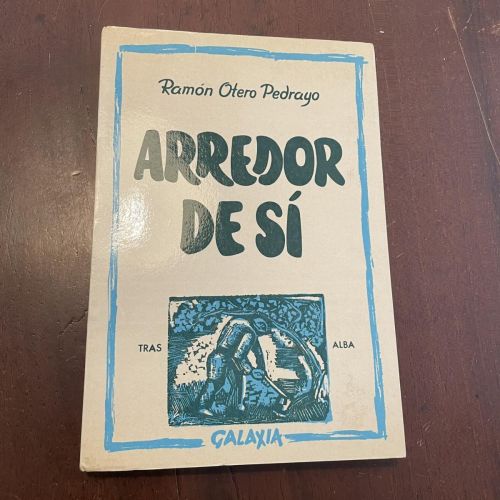 Ramón Otero Pedrayo
ARREDOR
DE SÍ
TRAS ALBA
GALAXIA